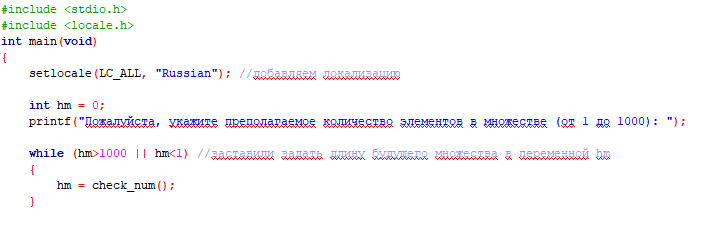 #include <stdio.h>
#include <locale.h>
int main(void)
{
setlocale(LC_ALL, "Russian"); //добавляем локализацию
int hm = 0;
printf("Пожалуйста, укажите преполагаемое количество элементов в множестве (от 1 до 1000): ");
while (hm>1000 || hm<1) //заставили задать длину будущего множества в переменной hm
{
hm = check_num();
}